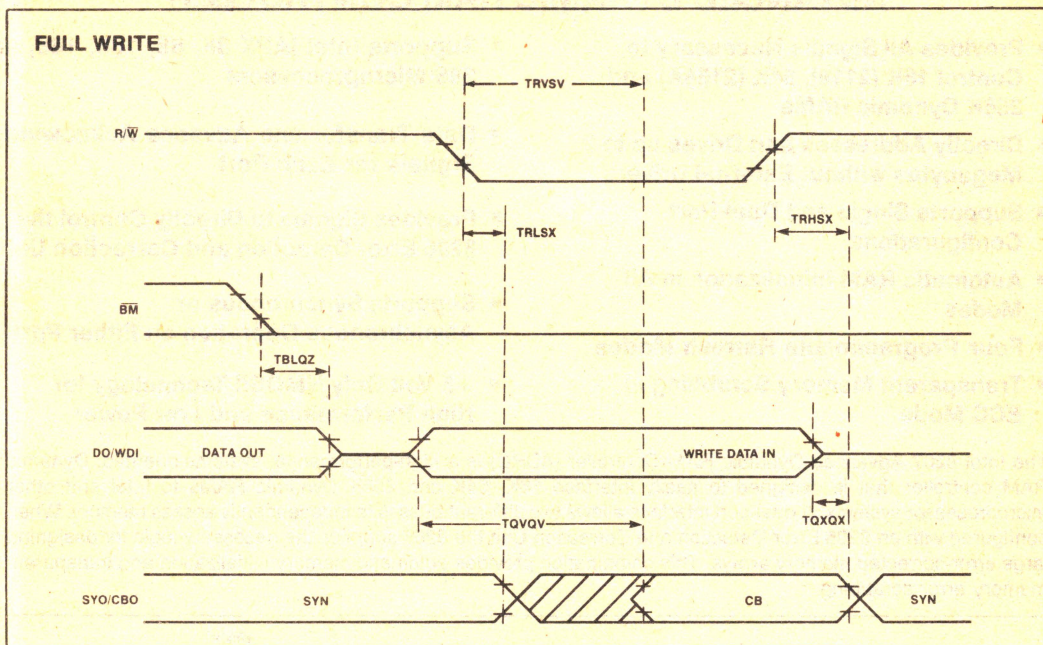 FULL WRITE
TRVSV
R/W̅
TRLSX
TRHSX
B̅M̅
TBLQZ
DO/WDI
DATA OUT
WRITE DATA IN
TQVQV
TQXQX
SYO/CBO
SYN
CB
SYN